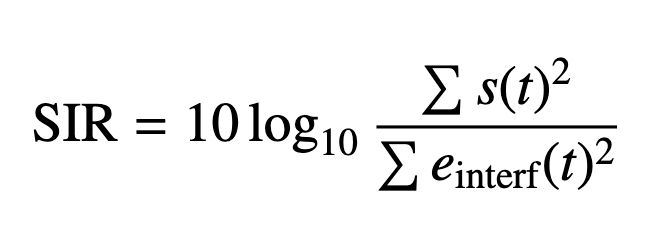 SIR = 10 log₁₀ ∑ s(t)² / ∑ e_interf(t)²